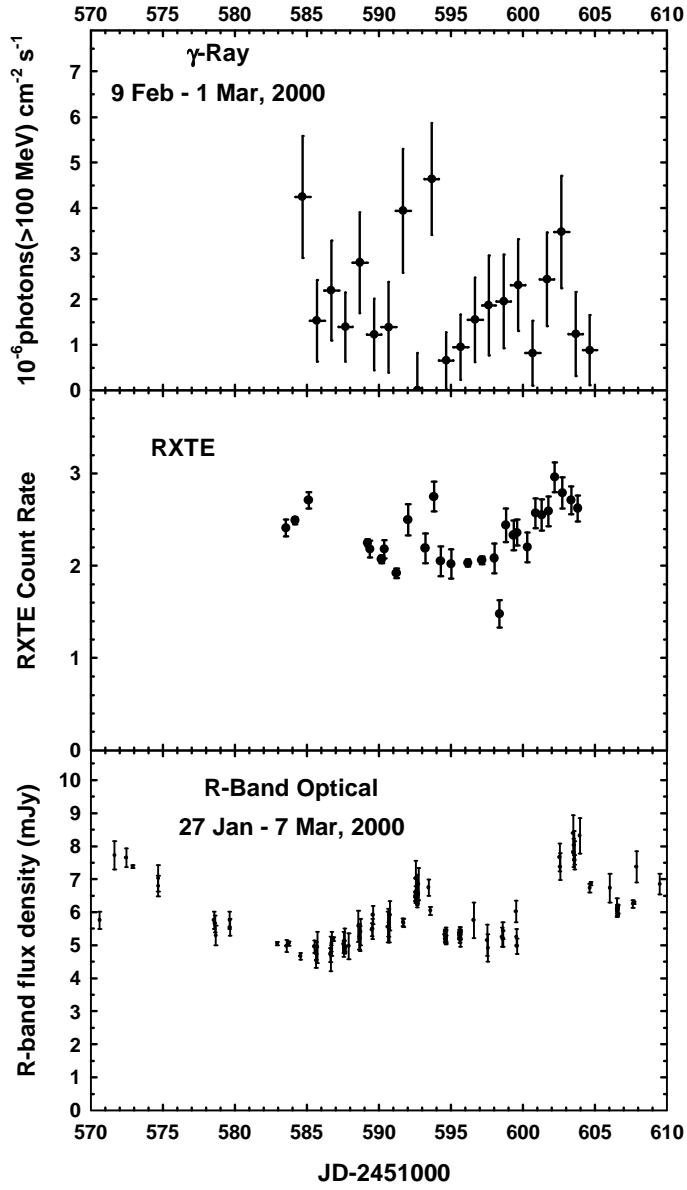 570 575 580 585 590 595 600 605 610
γ-Ray
9 Feb - 1 Mar, 2000
10⁻⁶photons(>100 MeV) cm⁻² s⁻¹
7
6
5
4
3
2
1
0
RXTE
RXTE Count Rate
3
2
1
0
R-Band Optical
27 Jan - 7 Mar, 2000
R-band flux density (mJy)
10
9
8
7
6
5
4
3
2
1
0
570 575 580 585 590 595 600 605 610
JD-2451000